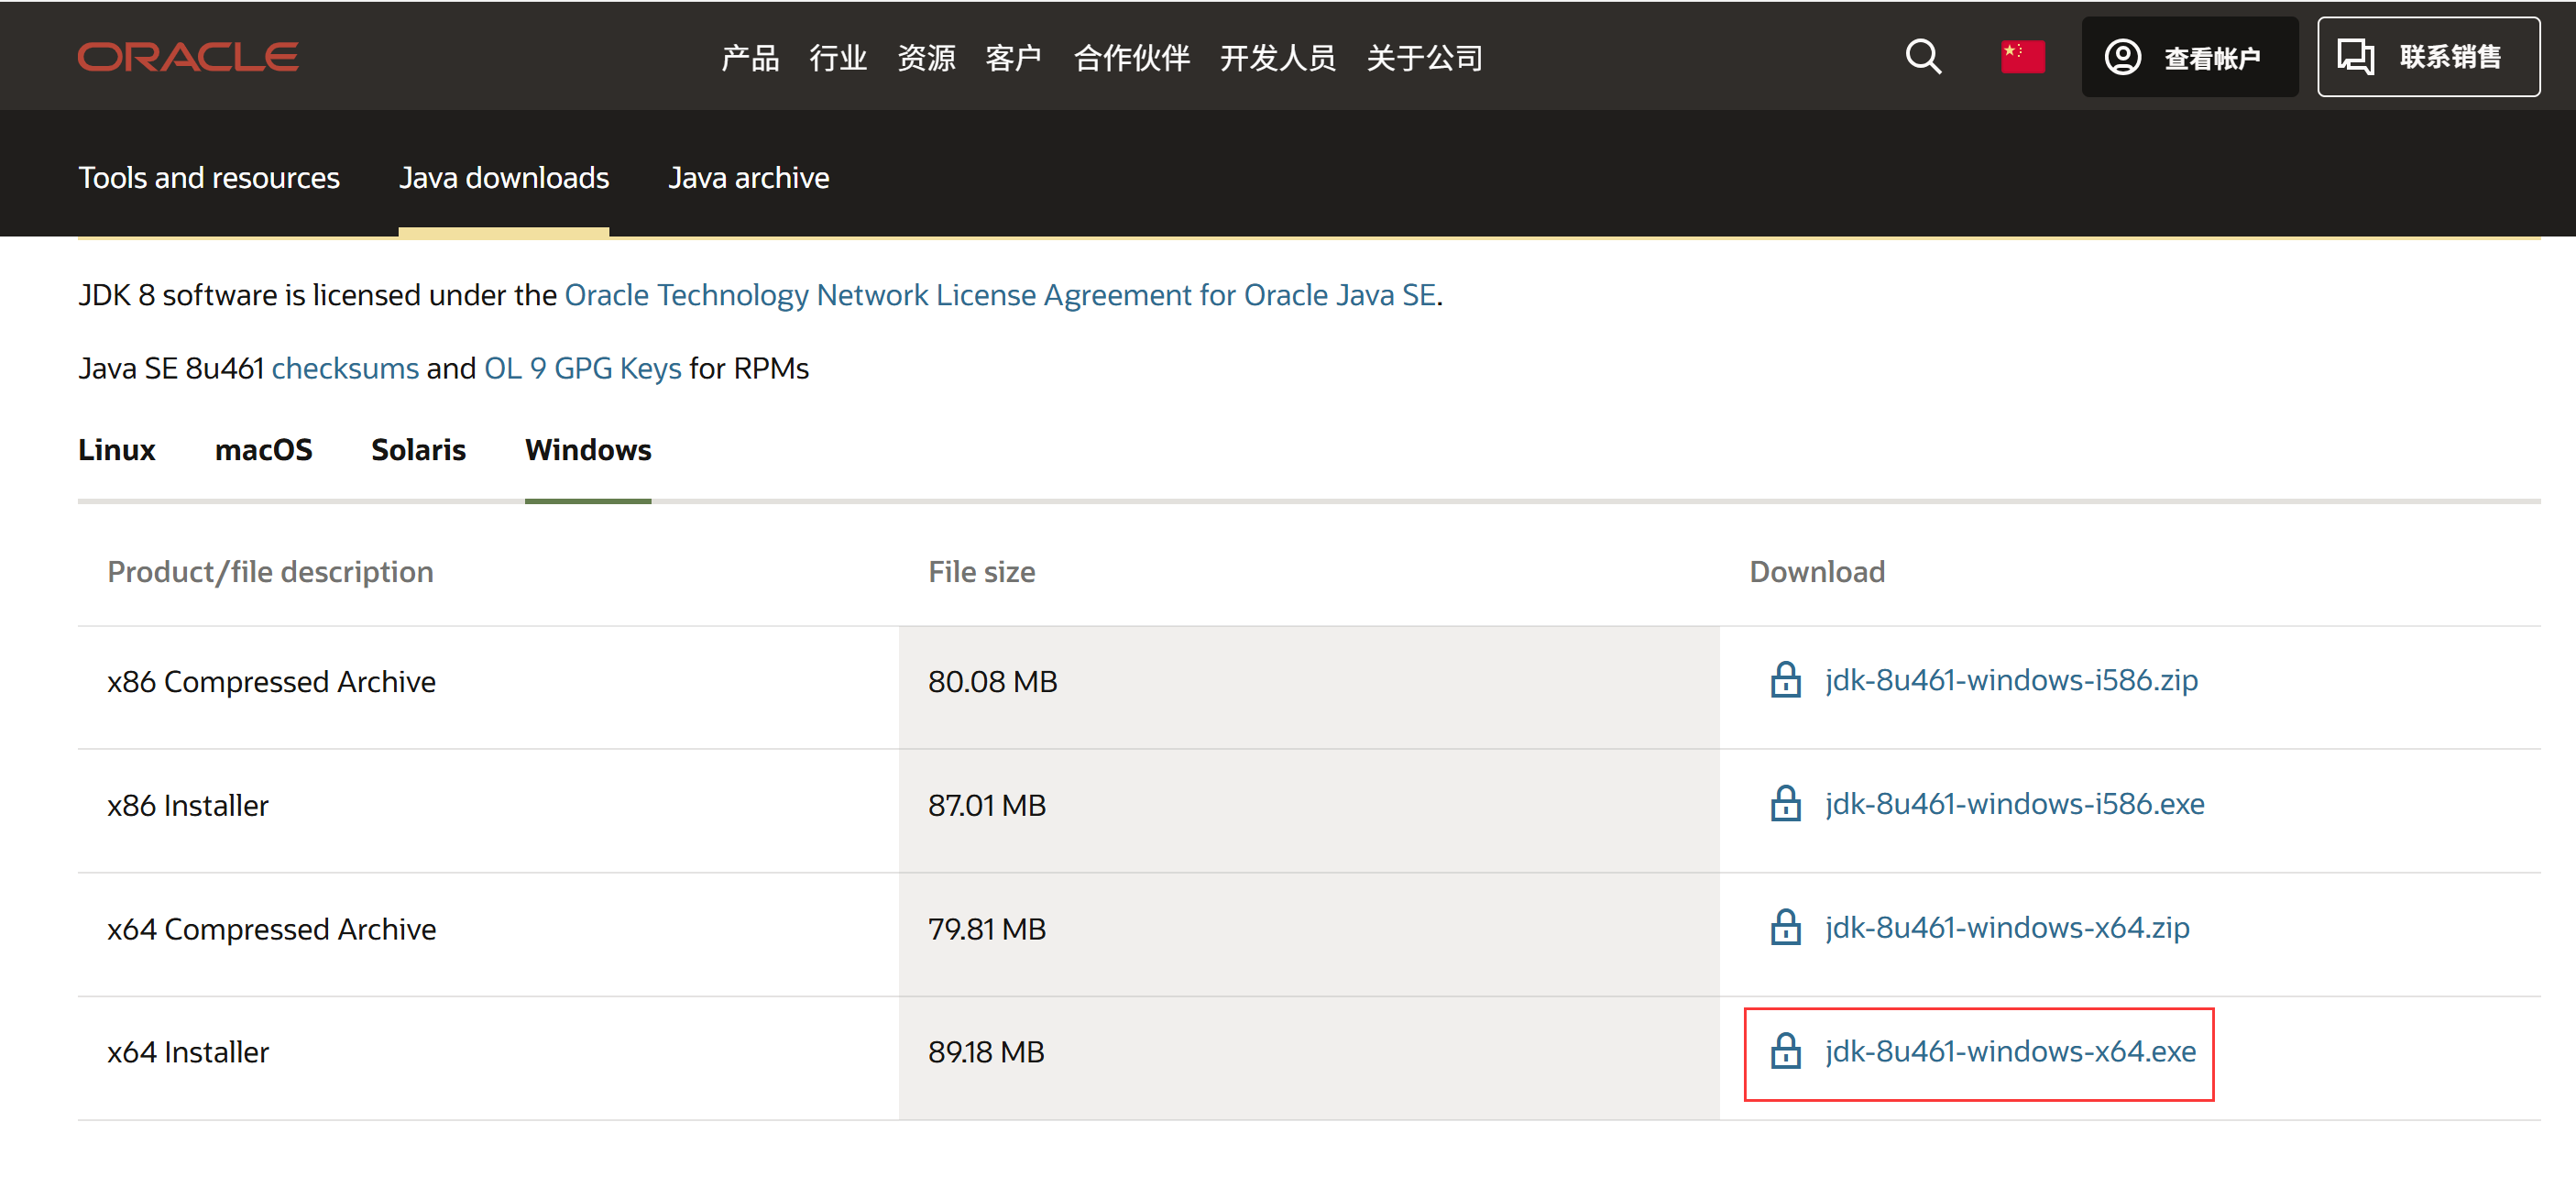 ORACLE
产品 行业 资源 客户 合作伙伴 开发人员 关于公司
查看帐户
联系销售
Tools and resources Java downloads Java archive
JDK 8 software is licensed under the Oracle Technology Network License Agreement for Oracle Java SE.
Java SE 8u461 checksums and OL 9 GPG Keys for RPMs
Linux macOS Solaris Windows
Product/file description File size Download
x86 Compressed Archive 80.08 MB jdk-8u461-windows-i586.zip
x86 Installer 87.01 MB jdk-8u461-windows-i586.exe
x64 Compressed Archive 79.81 MB jdk-8u461-windows-x64.zip
x64 Installer 89.18 MB jdk-8u461-windows-x64.exe